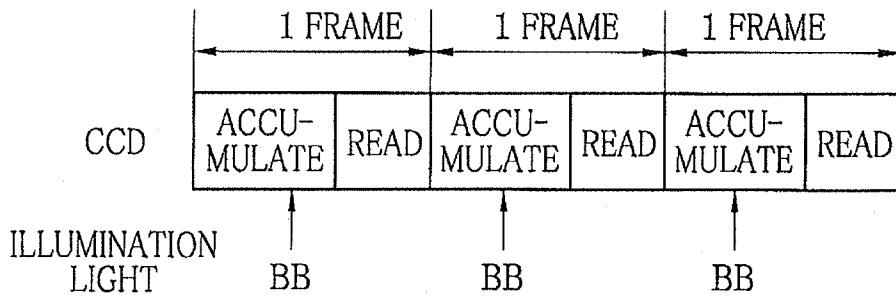 1 FRAME 1 FRAME 1 FRAME
CCD ACCU- READ ACCU- READ ACCU- READ
MULATE MULATE MULATE
ILLUMINATION
LIGHT BB BB BB